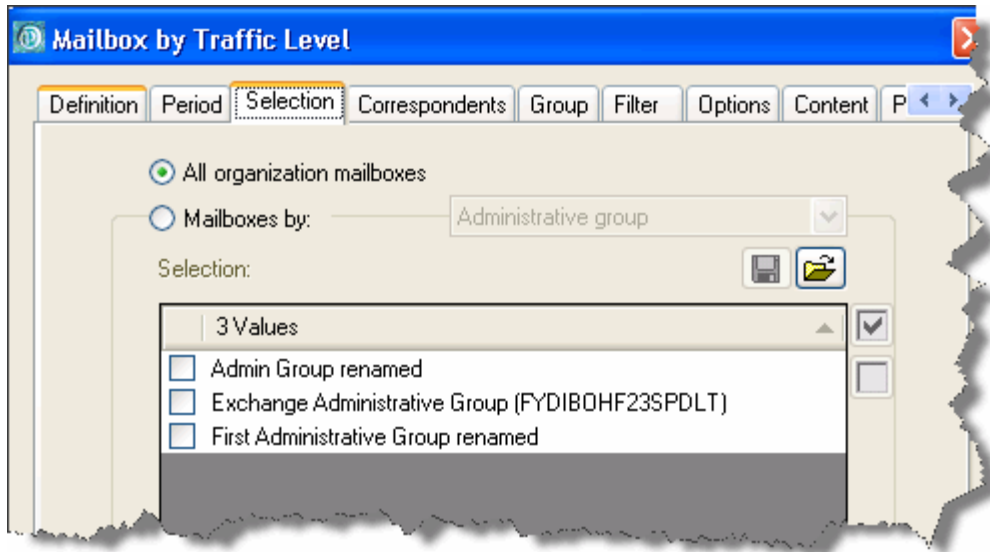 Mailbox by Traffic Level
Definition Period Selection Correspondents Group Filter Options Content P
All organization mailboxes
Mailboxes by: Administrative group
Selection:
3 Values
Admin Group renamed
Exchange Administrative Group (FYDIBOHF23SPDLT)
First Administrative Group renamed